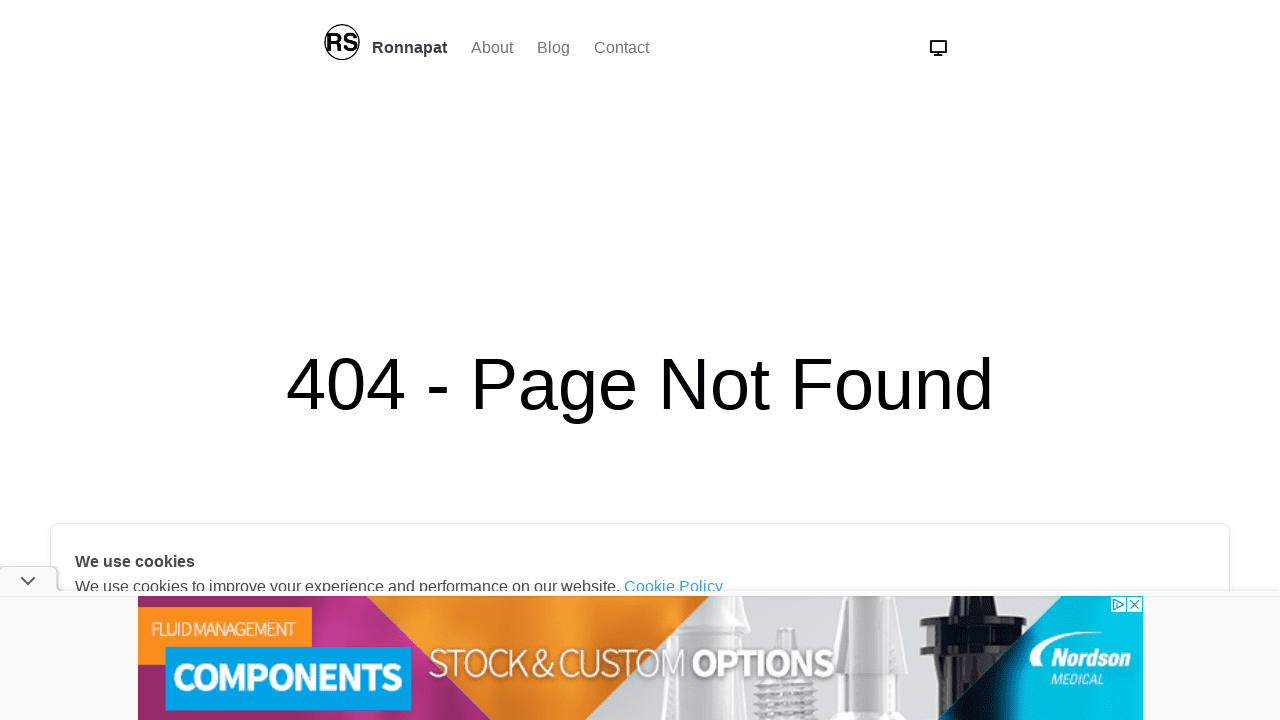 RS
Ronnapat
About
Blog
Contact
404 - Page Not Found
We use cookies
We use cookies to improve your experience and performance on our website. Cookie Policy
FLUID MANAGEMENT
COMPONENTS
STOCK & CUSTOM OPTIONS
Nordson
MEDICAL